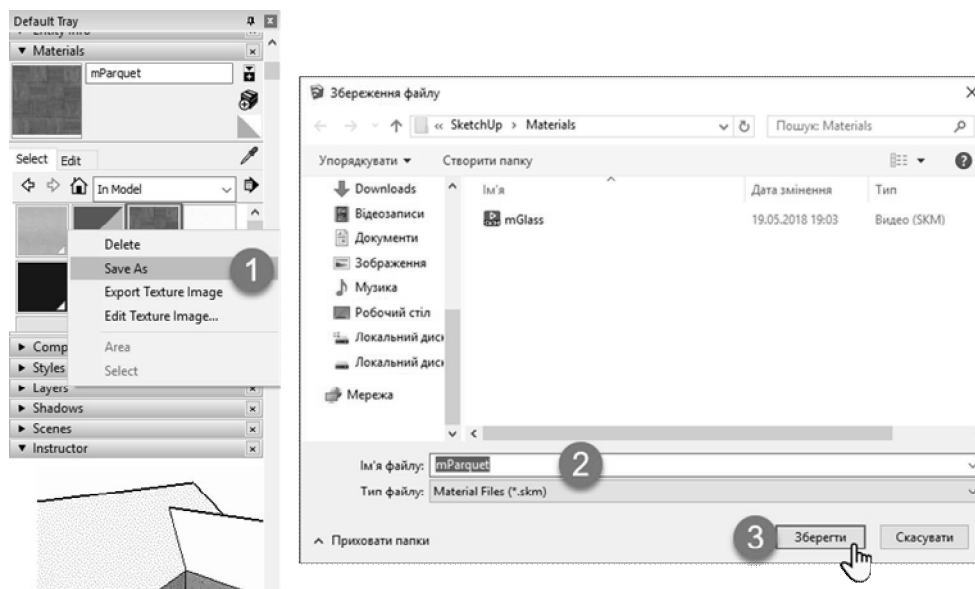 Default Tray
Entity Info
Materials
mParquet
Select Edit
In Model
Delete
Save As
1
Export Texture Image
Edit Texture Image...
Area
Select
Comp
Styles
Layers
Shadows
Scenes
Instructor
Збереження файлу
« SketchUp › Materials
Пошук: Materials
Упорядкувати
Створити папку
Ім'я
Дата змінення
Тип
mGlass
19.05.2018 19:03
Видео (SKM)
Downloads
Відеозаписи
Документи
Зображення
Музика
Робочий стіл
Локальний диск
Локальний диск
Мережа
Ім'я файлу: mParquet
2
Тип файлу: Material Files (*.skm)
Приховати папки
3
Зберегти
Скасувати